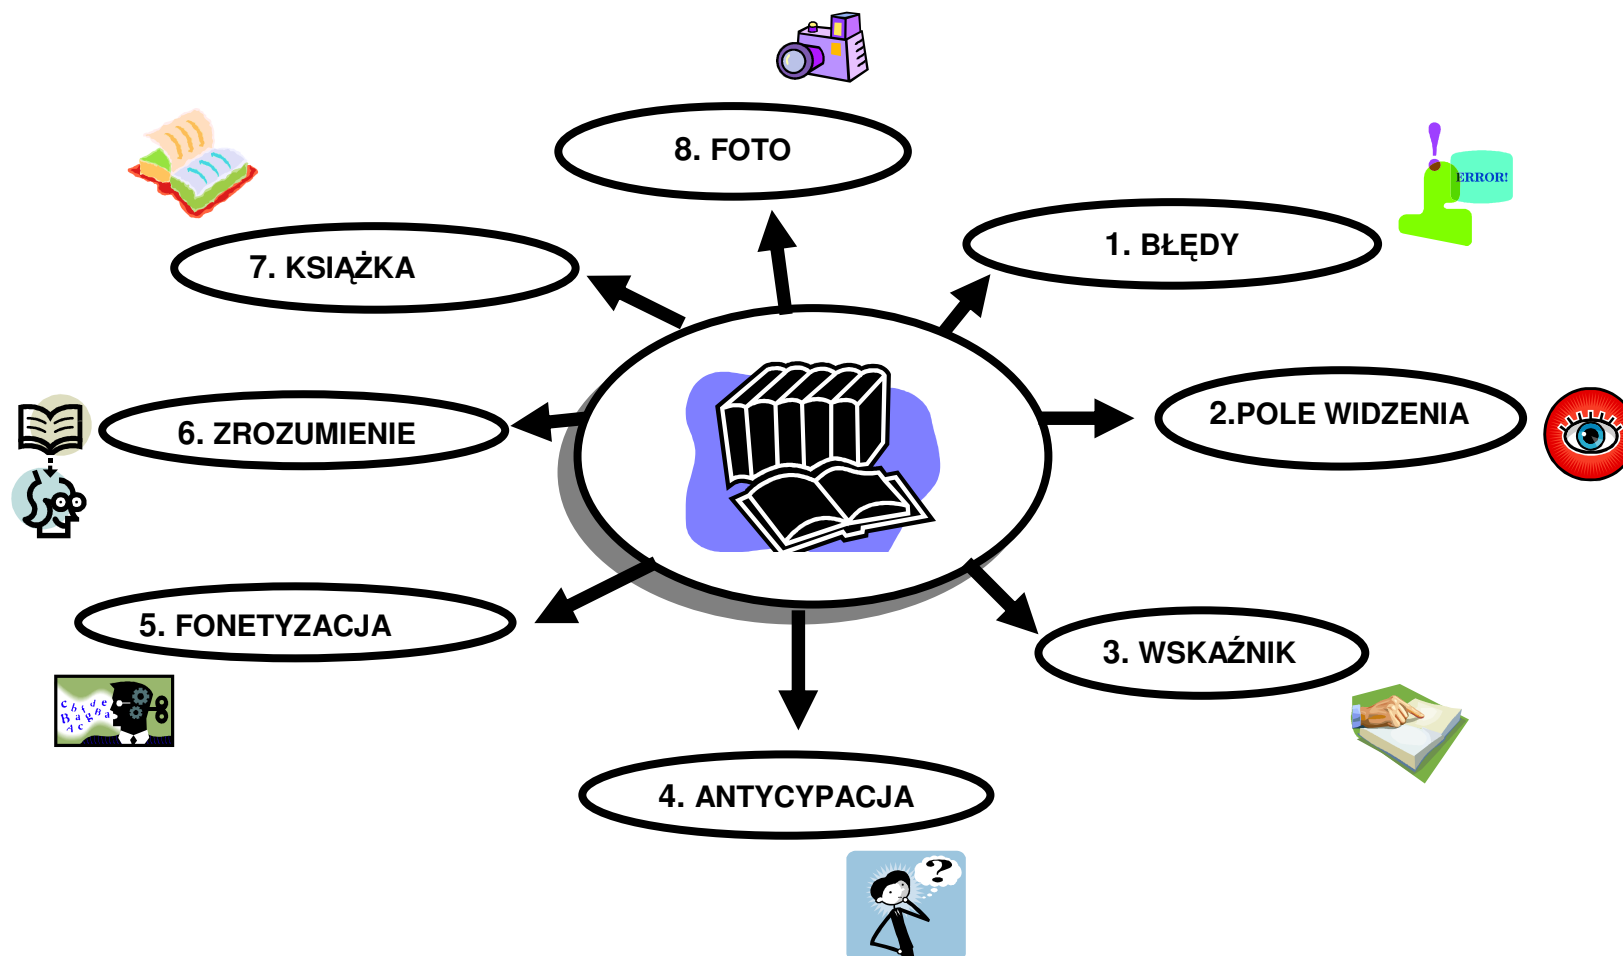 8. FOTO
1. BŁĘDY
ERROR!
7. KSIĄŻKA
2.POLE WIDZENIA
6. ZROZUMIENIE
5. FONETYZACJA
3. WSKAŹNIK
4. ANTYCYPACJA
?